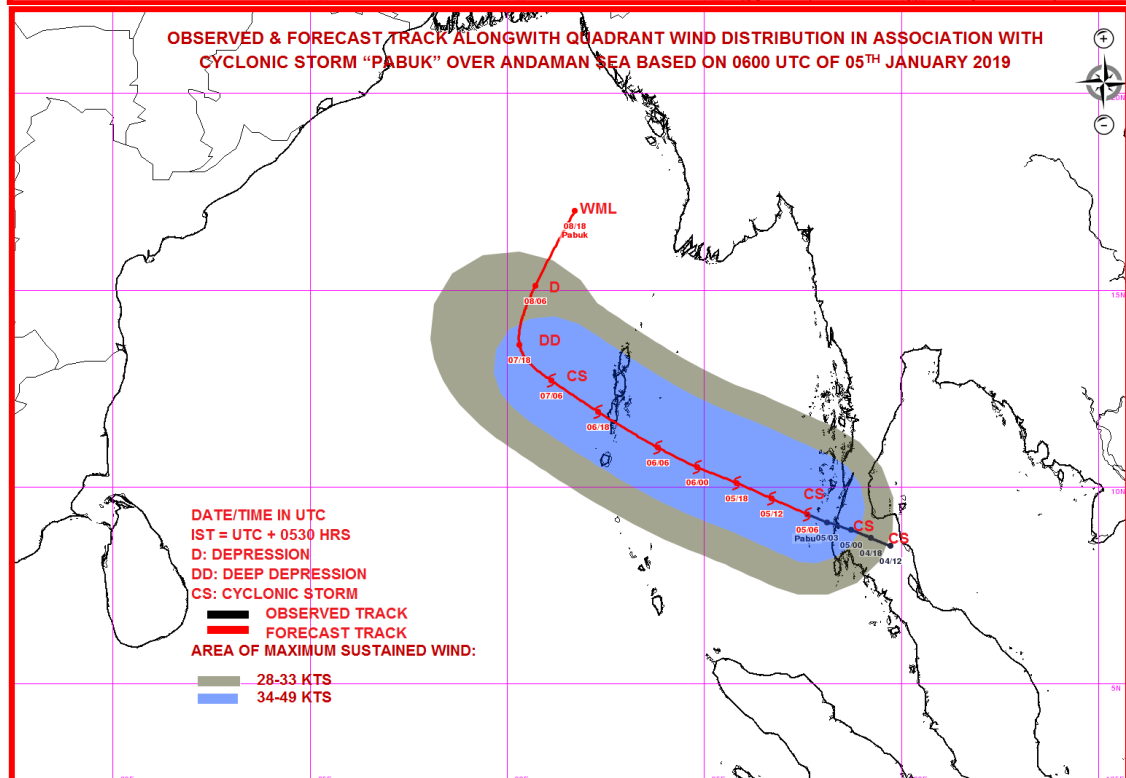 OBSERVED & FORECAST TRACK ALONGWITH QUADRANT WIND DISTRIBUTION IN ASSOCIATION WITH
CYCLONIC STORM “PABUK” OVER ANDAMAN SEA BASED ON 0600 UTC OF 05TH JANUARY 2019
20N
WML
08/18
Pabuk
D
08/06
15N
DD
07/18
CS
07/06
06/18
06/06
06/00
05/18
05/12
CS
10N
05/06
Pabu
05/03
CS
05/00
04/18
CS
04/12
DATE/TIME IN UTC
IST = UTC + 0530 HRS
D: DEPRESSION
DD: DEEP DEPRESSION
CS: CYCLONIC STORM
OBSERVED TRACK
FORECAST TRACK
AREA OF MAXIMUM SUSTAINED WIND:
28-33 KTS
34-49 KTS
5N